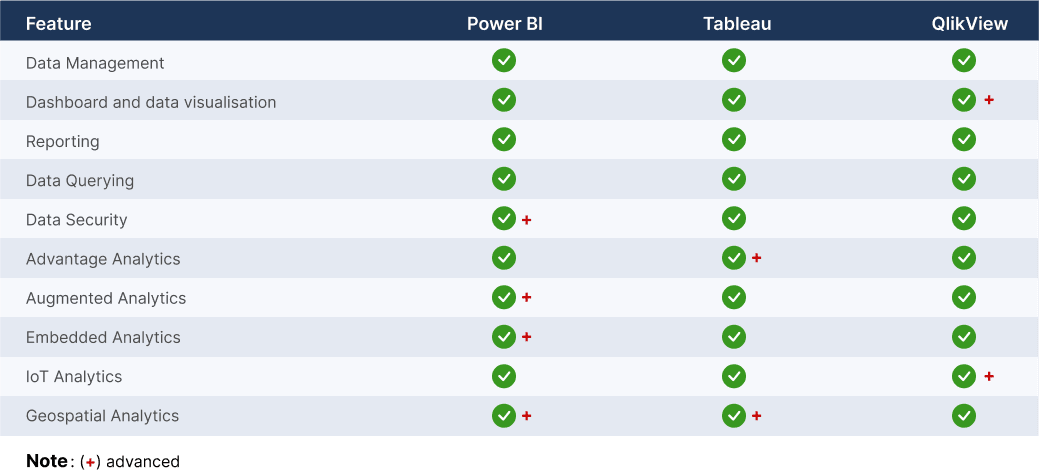 Feature Power BI Tableau QlikView
Data Management
Dashboard and data visualisation +
Reporting
Data Querying
Data Security +
Advantage Analytics +
Augmented Analytics +
Embedded Analytics +
IoT Analytics +
Geospatial Analytics + +
Note : (+) advanced